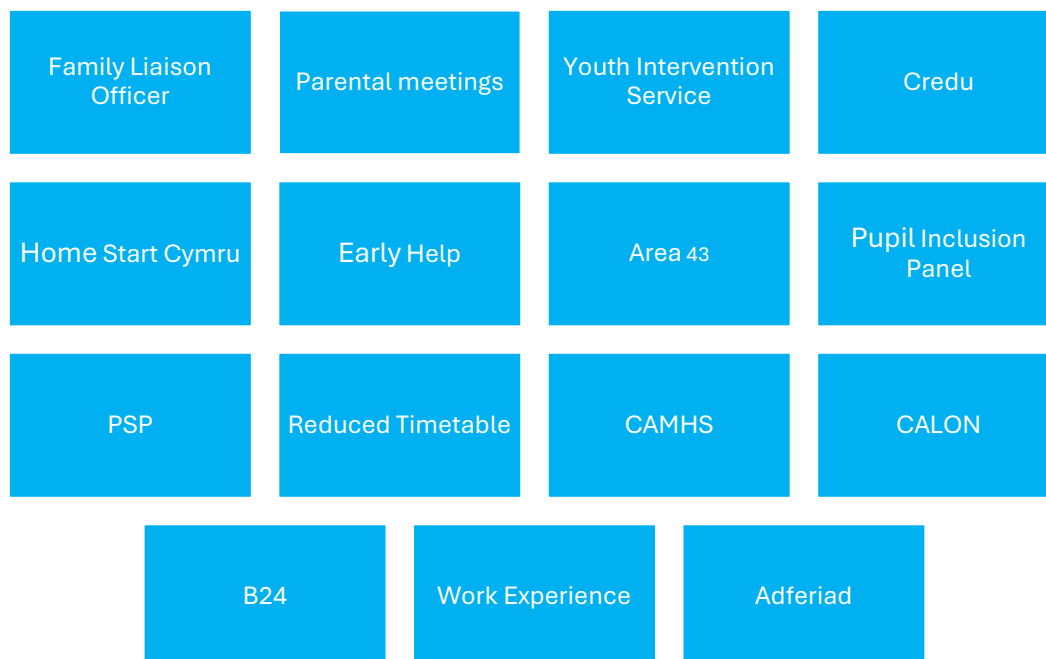 Family Liaison
Officer
Parental meetings
Youth Intervention
Service
Credu
Home Start Cymru
Early Help
Area 43
Pupil Inclusion
Panel
PSP
Reduced Timetable
CAMHS
CALON
B24
Work Experience
Adferiad